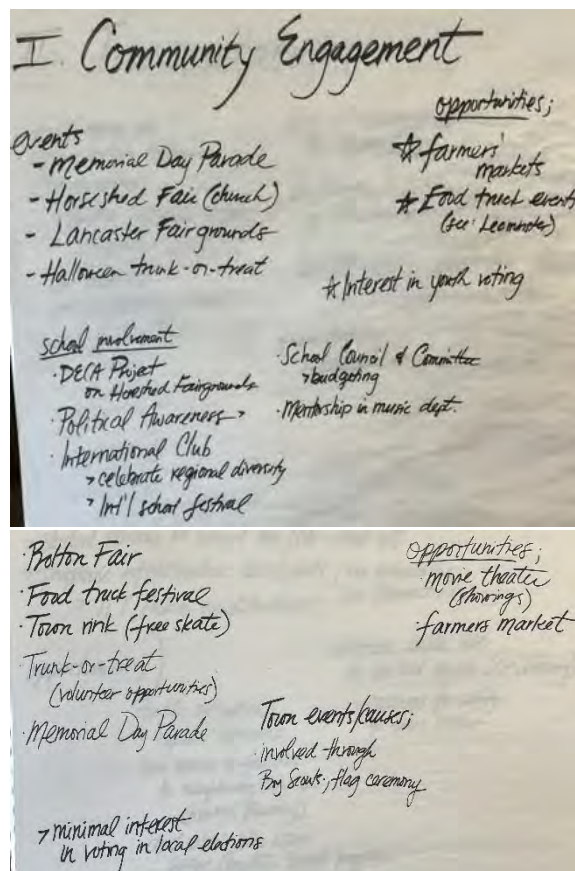 I. Community Engagement
events
- Memorial Day Parade
- Horseshed Fair (church)
- Lancaster Fairgrounds
- Halloween trunk-or-treat
opportunities;
☆ farmers'
markets
☆ Food truck events
(see: Leominster)
☆ Interest in youth voting
school involvement
· DECA Project
on Horeshed Fairgrounds
· Political Awareness >
· International Club
> celebrate regional diversity
> Int'l school festival
· School Council & Committee
> budgeting
· Mentorship in music dept.
· Bolton Fair
· Food truck festival
· Town rink (free skate)
· Trunk-or-treat
(volunteer opportunities)
· Memorial Day Parade
opportunities;
· movie theater
(showings)
· farmers market
Town events/causes;
· involved through
Boy Scouts; flag ceremony
> minimal interest
in voting in local elections